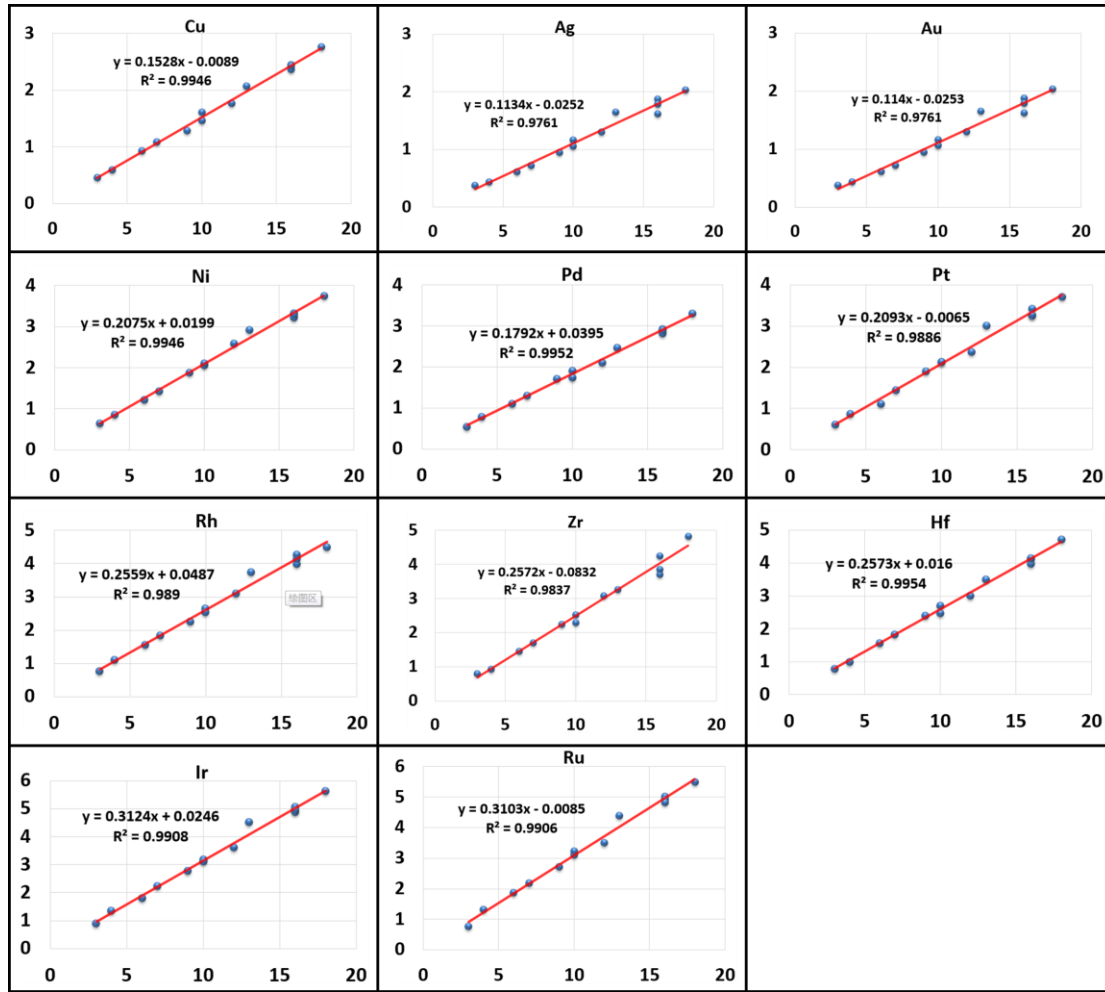 Cu
y = 0.1528x - 0.0089
R² = 0.9946
3
2
1
0
0 5 10 15 20
Ag
y = 0.1134x - 0.0252
R² = 0.9761
3
2
1
0
0 5 10 15 20
Au
y = 0.114x - 0.0253
R² = 0.9761
3
2
1
0
0 5 10 15 20
Ni
y = 0.2075x + 0.0199
R² = 0.9946
4
3
2
1
0
0 5 10 15 20
Pd
y = 0.1792x + 0.0395
R² = 0.9952
4
3
2
1
0
0 5 10 15 20
Pt
y = 0.2093x - 0.0065
R² = 0.9886
4
3
2
1
0
0 5 10 15 20
Rh
y = 0.2559x + 0.0487
R² = 0.989
绘图区
5
4
3
2
1
0
0 5 10 15 20
Zr
y = 0.2572x - 0.0832
R² = 0.9837
5
4
3
2
1
0
0 5 10 15 20
Hf
y = 0.2573x + 0.016
R² = 0.9954
5
4
3
2
1
0
0 5 10 15 20
Ir
y = 0.3124x + 0.0246
R² = 0.9908
6
5
4
3
2
1
0
0 5 10 15 20
Ru
y = 0.3103x - 0.0085
R² = 0.9906
6
5
4
3
2
1
0
0 5 10 15 20